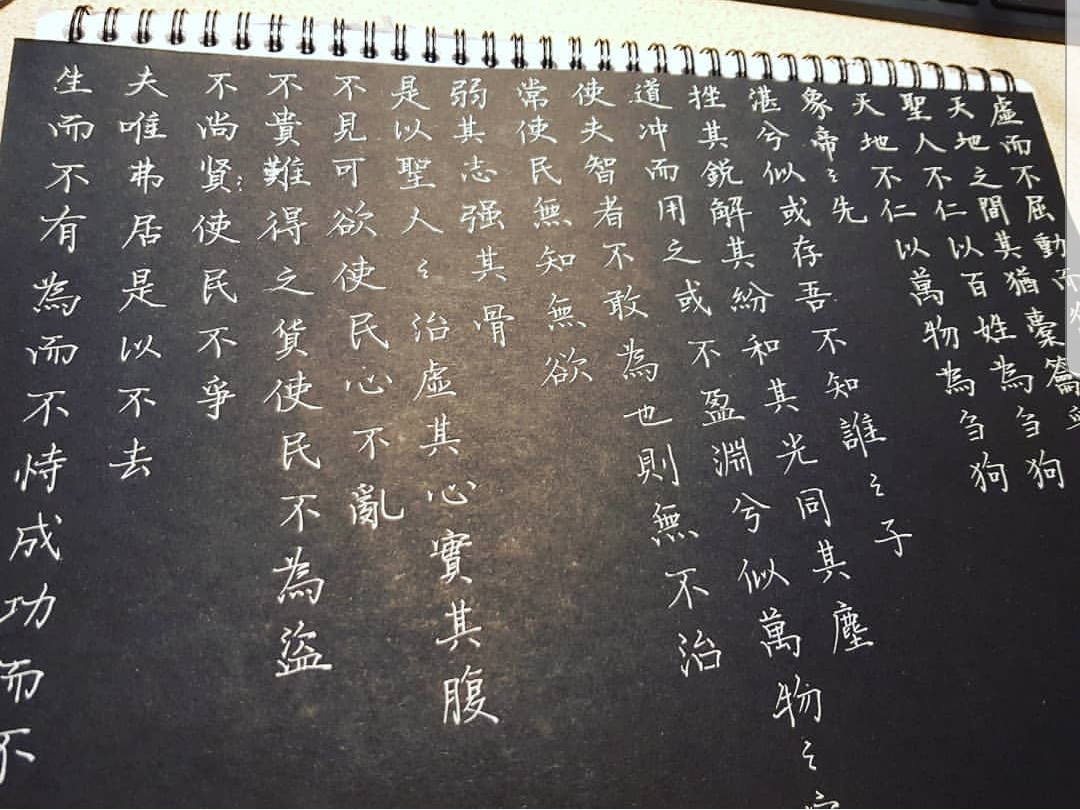 生而不有為而不恃成功而不
夫唯弗居是以不去
不尚賢使民不爭
不貴難得之貨使民不為盜
不見可欲使民心不亂
是以聖人之治虛其心實其腹
弱其志强其骨
常使民無知無欲
使夫智者不敢為也則無不治
道冲而用之或不盈淵兮似萬物之
挫其鋭解其紛和其光同其塵
湛兮似或存吾不知誰之子
象帝之先
天地不仁以萬物為刍狗
聖人不仁以百姓為刍狗
天地之間其猶橐籥
虛而不屈動而